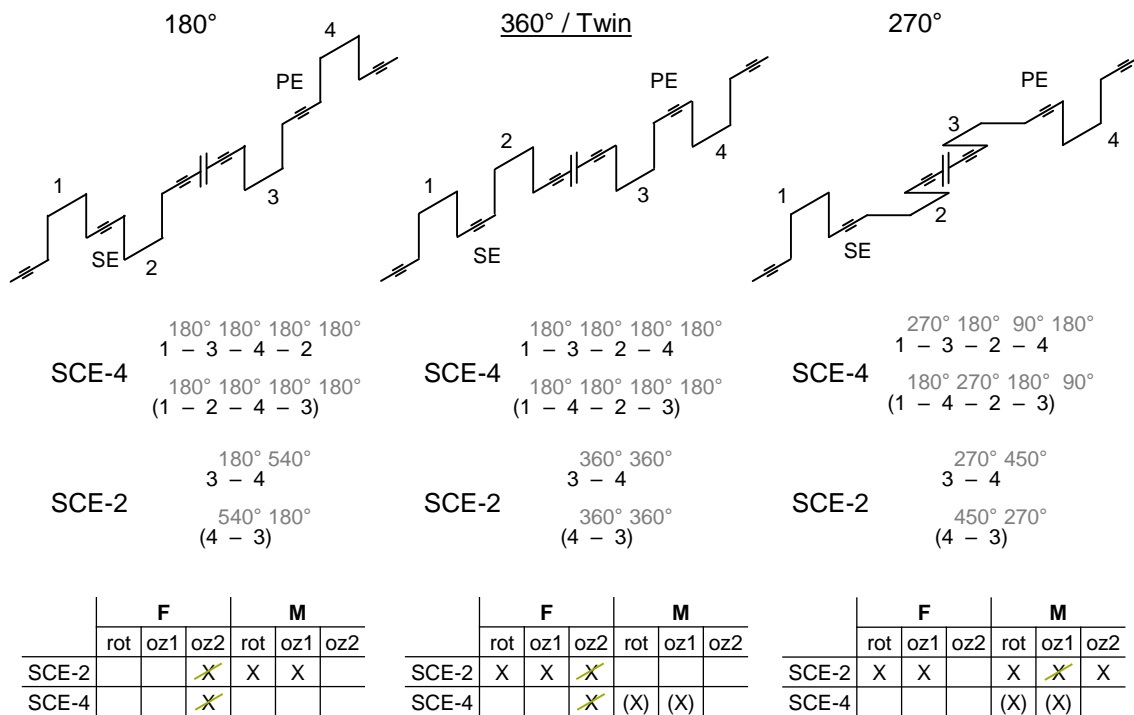 180°
360° / Twin
270°
4
PE
1
3
SE
2
PE
2
4
1
3
SE
PE
3
4
1
2
SE
SCE-4
180° 180° 180° 180°
1 – 3 – 4 – 2
180° 180° 180° 180°
(1 – 2 – 4 – 3)
SCE-4
180° 180° 180° 180°
1 – 3 – 2 – 4
180° 180° 180° 180°
(1 – 4 – 2 – 3)
SCE-4
270° 180° 90° 180°
1 – 3 – 2 – 4
180° 270° 180° 90°
(1 – 4 – 2 – 3)
SCE-2
180° 540°
3 – 4
540° 180°
(4 – 3)
SCE-2
360° 360°
3 – 4
360° 360°
(4 – 3)
SCE-2
270° 450°
3 – 4
450° 270°
(4 – 3)
F M
rot oz1 oz2 rot oz1 oz2
SCE-2 X X X
SCE-4 X
F M
rot oz1 oz2 rot oz1 oz2
SCE-2 X X X
SCE-4 X (X) (X)
F M
rot oz1 oz2 rot oz1 oz2
SCE-2 X X X X X
SCE-4 (X) (X)